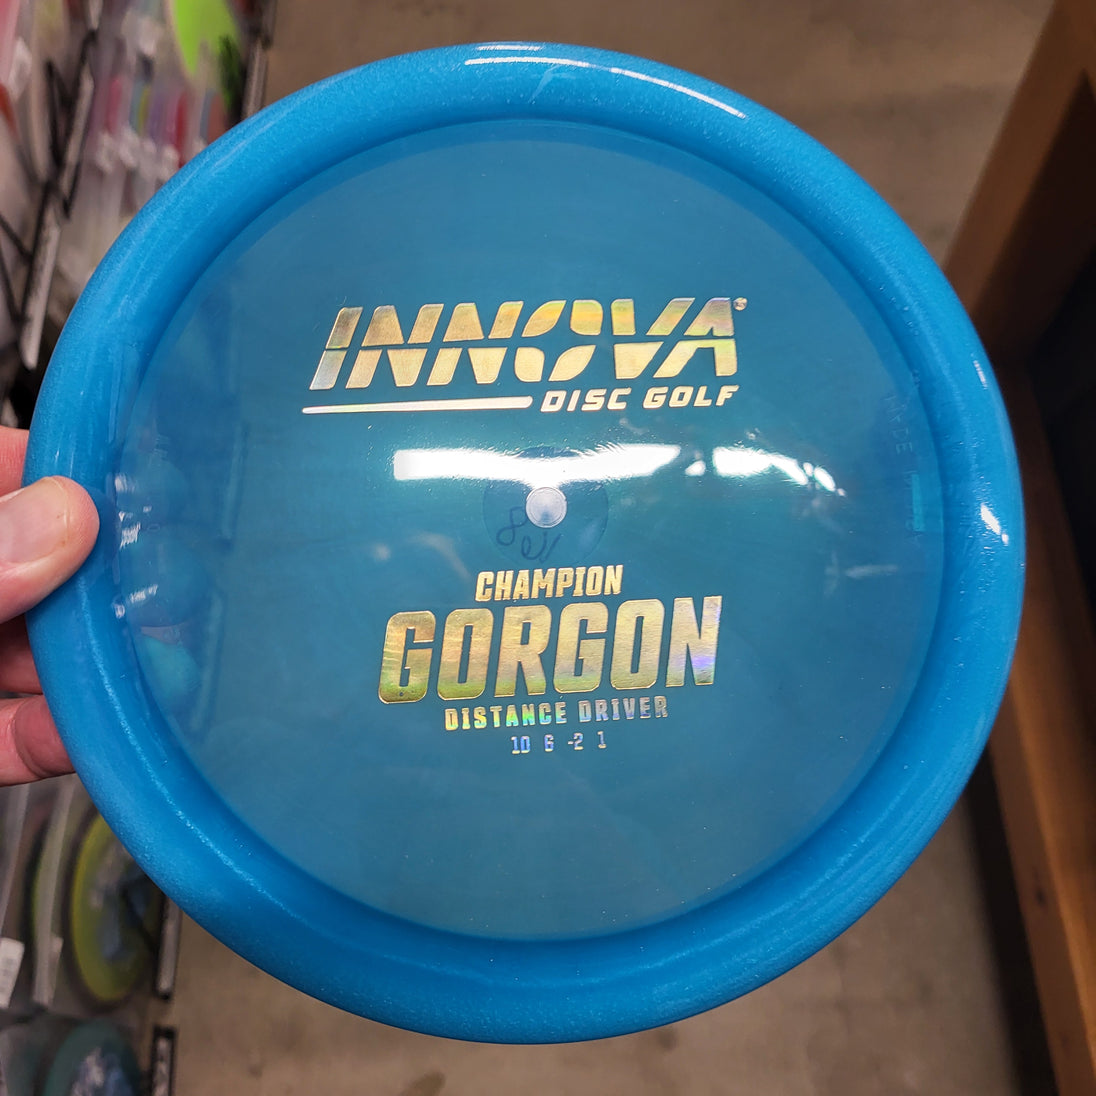 INNOVA
DISC GOLF
CHAMPION
GORGON
DISTANCE DRIVER
10 6 -2 1